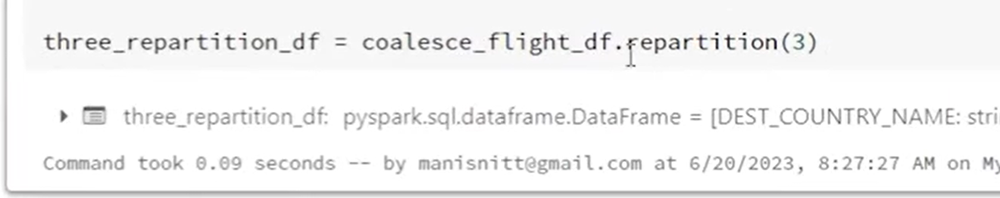 three_repartition_df = coalesce_flight_df.repartition(3)
three_repartition_df: pyspark.sql.dataframe.DataFrame = [DEST_COUNTRY_NAME: stri
Command took 0.09 seconds -- by manisnitt@gmail.com at 6/20/2023, 8:27:27 AM on My